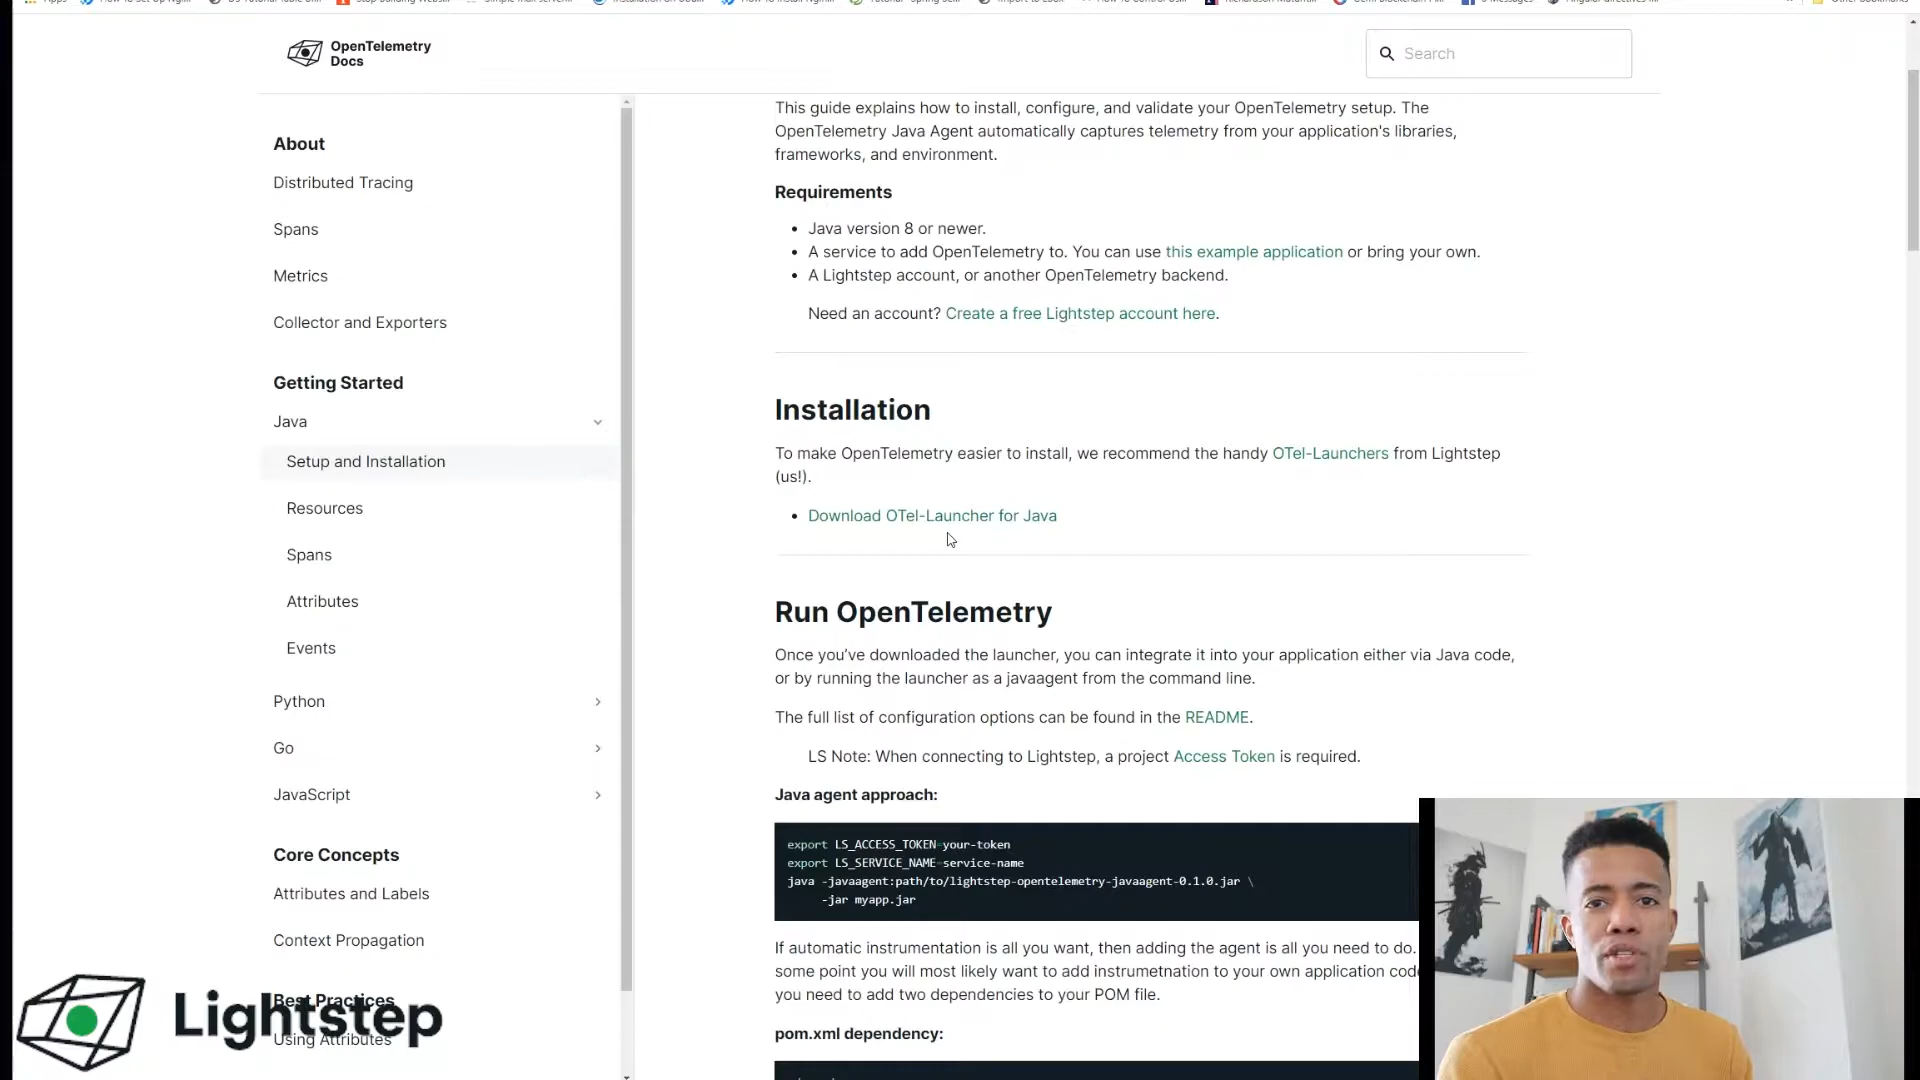 Apps
OpenTelemetry
Docs
Search
About
Distributed Tracing
Spans
Metrics
Collector and Exporters
Getting Started
Java
Setup and Installation
Resources
Spans
Attributes
Events
Python
Go
JavaScript
Core Concepts
Attributes and Labels
Context Propagation
Best Practices
Using Attributes
Lightstep
This guide explains how to install, configure, and validate your OpenTelemetry setup. The
OpenTelemetry Java Agent automatically captures telemetry from your application's libraries,
frameworks, and environment.
Requirements
Java version 8 or newer.
A service to add OpenTelemetry to. You can use this example application or bring your own.
A Lightstep account, or another OpenTelemetry backend.
Need an account? Create a free Lightstep account here.
Installation
To make OpenTelemetry easier to install, we recommend the handy OTel-Launchers from Lightstep
(us!).
Download OTel-Launcher for Java
Run OpenTelemetry
Once you’ve downloaded the launcher, you can integrate it into your application either via Java code,
or by running the launcher as a javaagent from the command line.
The full list of configuration options can be found in the README.
LS Note: When connecting to Lightstep, a project Access Token is required.
Java agent approach:
export LS_ACCESS_TOKEN=your-token
export LS_SERVICE_NAME=service-name
java -javaagent:path/to/lightstep-opentelemetry-javaagent-0.1.0.jar \
-jar myapp.jar
If automatic instrumentation is all you want, then adding the agent is all you need to do.
some point you will most likely want to add instrumetnation to your own application code
you need to add two dependencies to your POM file.
pom.xml dependency: